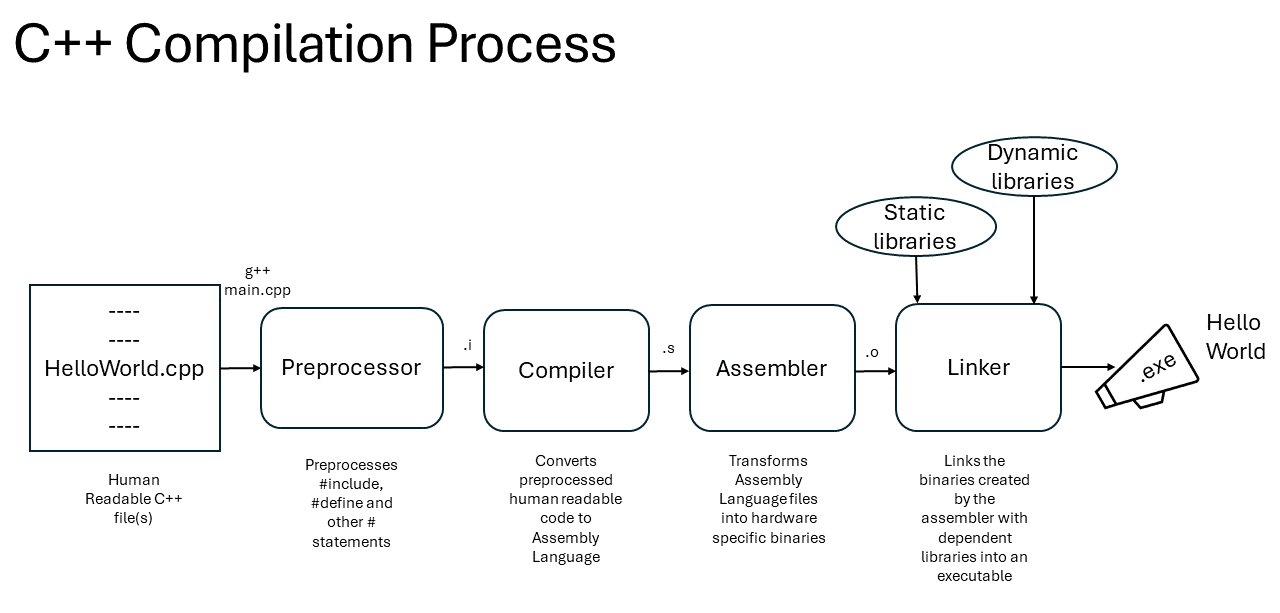 C++ Compilation Process
Dynamic
libraries
Static
libraries
g++
main.cpp
----
----
HelloWorld.cpp
----
----
Preprocessor
.i
Compiler
.s
Assembler
.o
Linker
.exe
Hello
World
Human
Readable C++
file(s)
Preprocesses
#include,
#define and
other #
statements
Converts
preprocessed
human readable
code to
Assembly
Language
Transforms
Assembly
Language files
into hardware
specific binaries
Links the
binaries created
by the
assembler with
dependent
libraries into an
executable